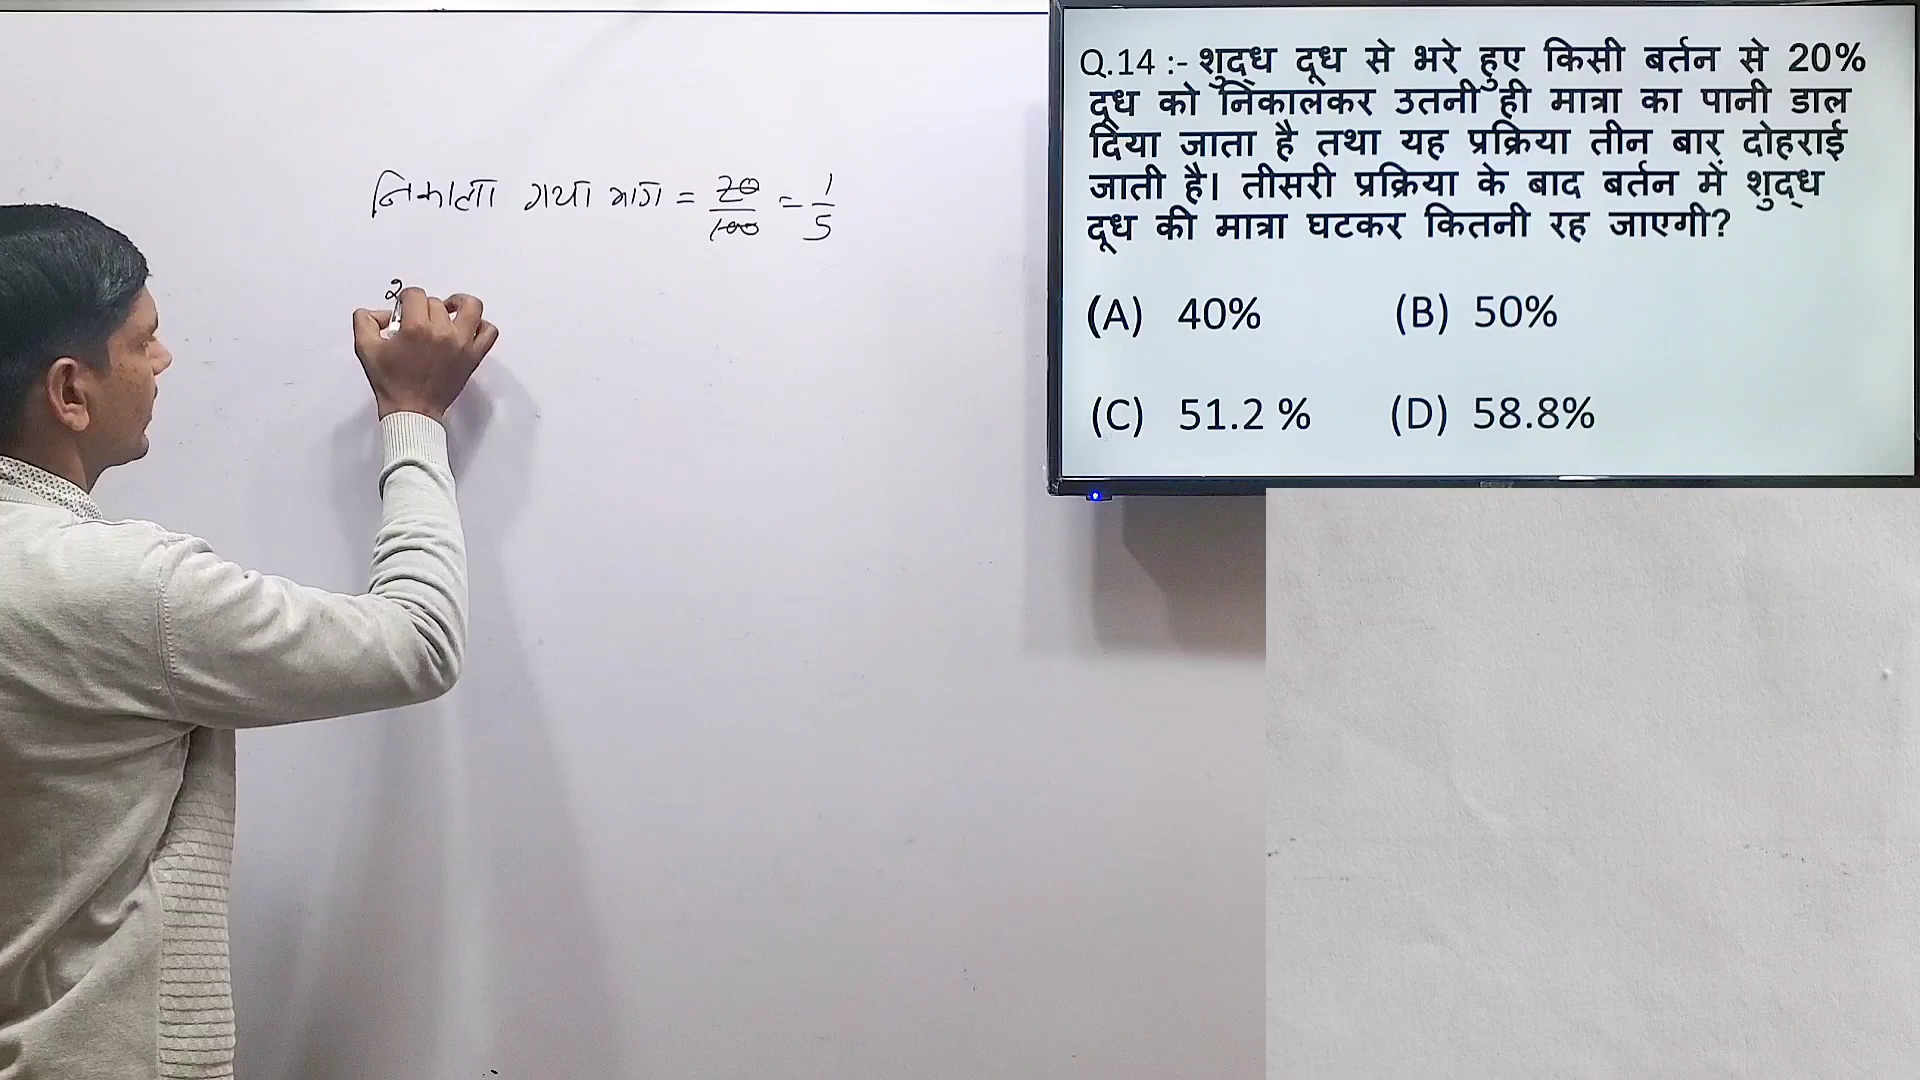 निकाला गया भाग = 20/100 = 1/5
Q.14 :- शुद्ध दूध से भरे हुए किसी बर्तन से 20%
दूध को निकालकर उतनी ही मात्रा का पानी डाल
दिया जाता है तथा यह प्रक्रिया तीन बार दोहराई
जाती है। तीसरी प्रक्रिया के बाद बर्तन में शुद्ध
दूध की मात्रा घटकर कितनी रह जाएगी?
(A) 40% (B) 50%
(C) 51.2 % (D) 58.8%